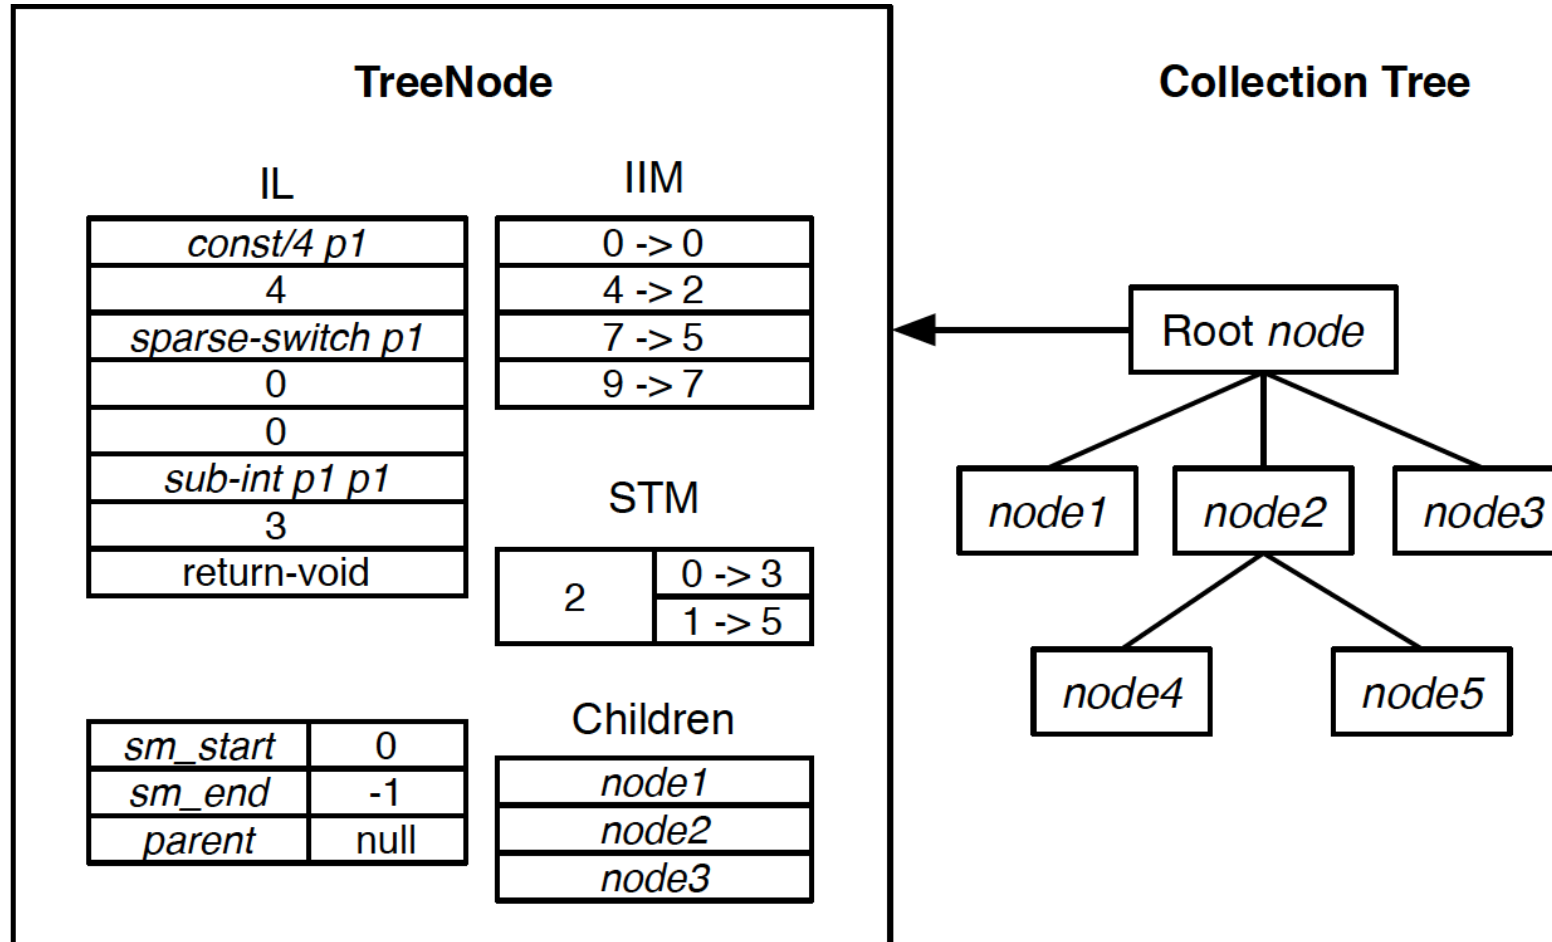 TreeNode
IL
const/4 p1
4
sparse-switch p1
0
0
sub-int p1 p1
3
return-void
IIM
0 -> 0
4 -> 2
7 -> 5
9 -> 7
STM
2
0 -> 3
1 -> 5
sm_start 0
sm_end -1
parent null
Children
node1
node2
node3
Collection Tree
Root node
node1 node2 node3
node4 node5